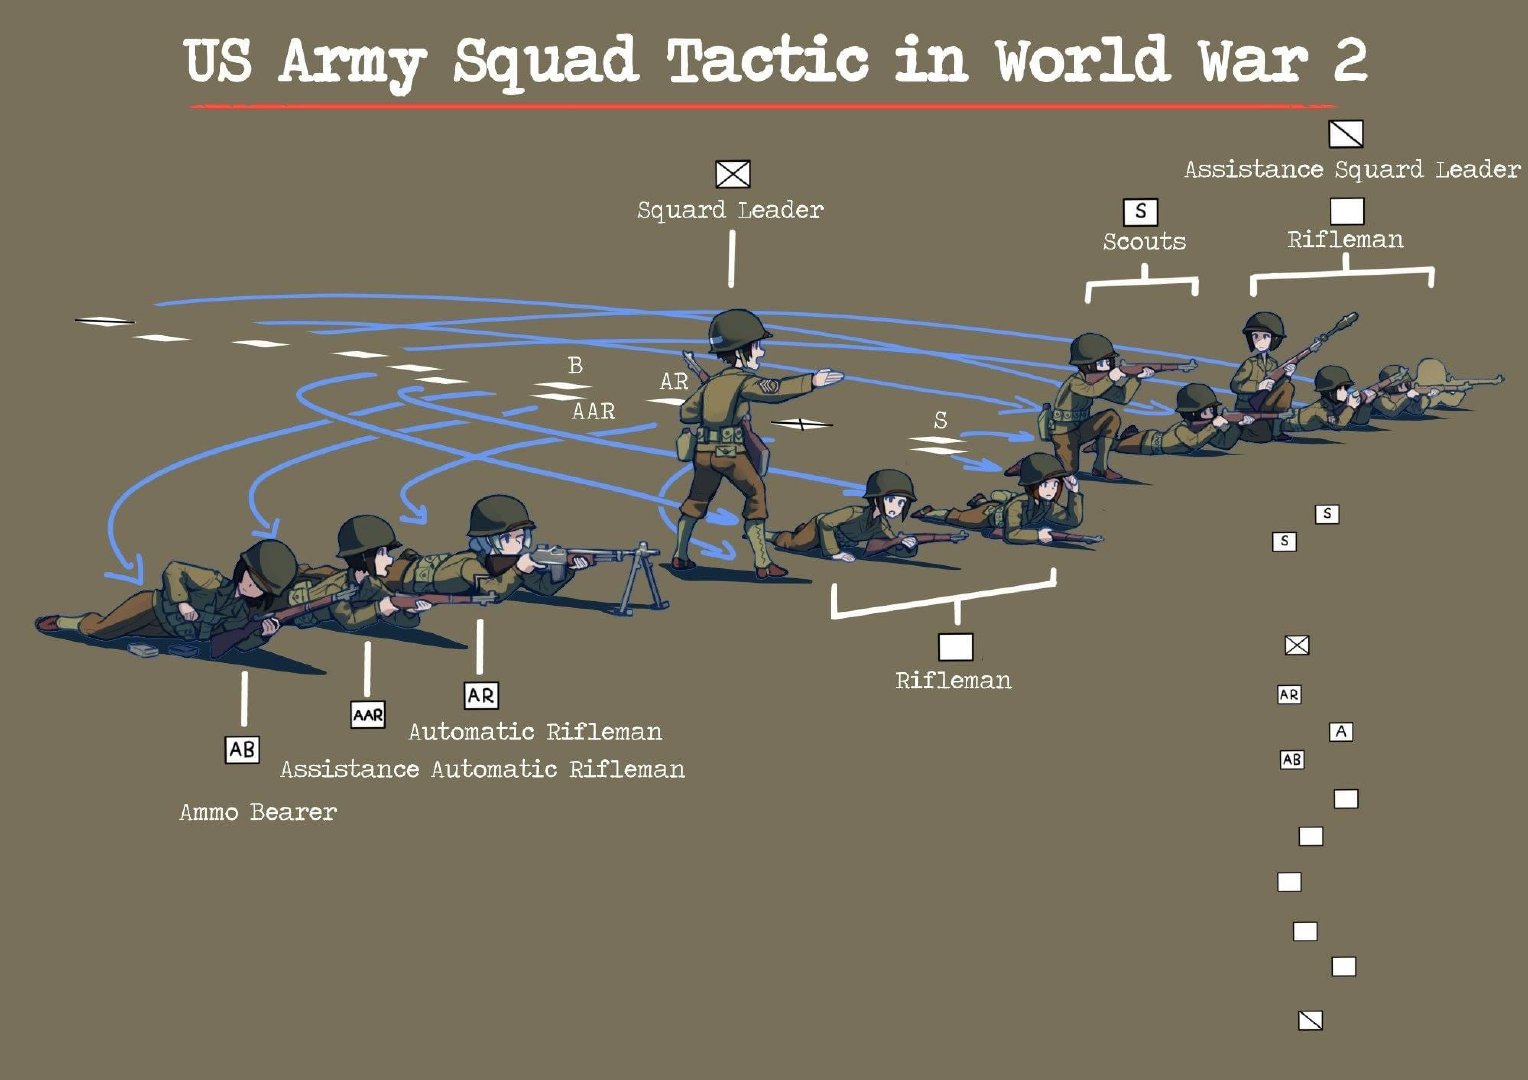 US Army Squad Tactic in World War 2
Assistance Squard Leader
Squard Leader
S
Scouts
Rifleman
B
AR
AAR
S
S
S
Rifleman
AR
AAR
AB
Automatic Rifleman
Assistance Automatic Rifleman
Ammo Bearer
AR
A
AB